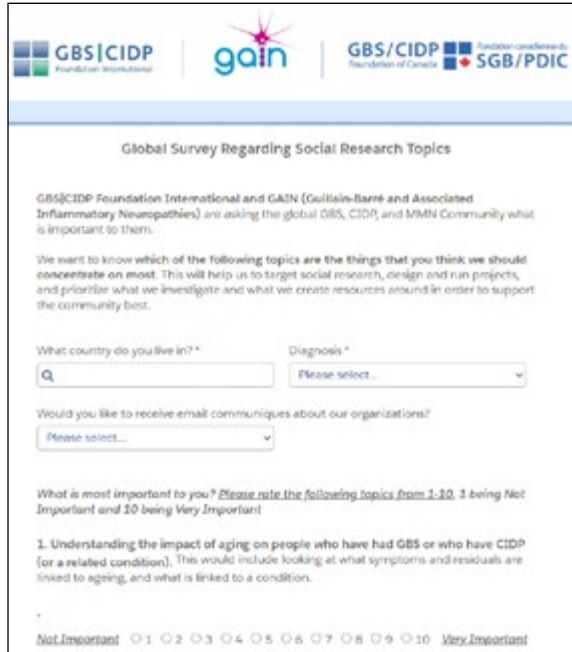 GBS|CIDP
Foundation International
gain
GBS/CIDP
Foundation of Canada
Fondation canadienne du
SGB/PDIC
Global Survey Regarding Social Research Topics
GBS|CIDP Foundation International and GAIN (Guillain-Barré and Associated
Inflammatory Neuropathies) are asking the global GBS, CIDP, and MMN Community what
is important to them.
We want to know which of the following topics are the things that you think we should
concentrate on most. This will help us to target social research, design and run projects,
and prioritize what we investigate and what we create resources around in order to support
the community best.
What country do you live in? *
Diagnosis *
Please select...
Would you like to receive email communiques about our organizations?
Please select...
What is most important to you? Please rate the following topics from 1-10, 1 being Not
Important and 10 being Very Important
1. Understanding the impact of aging on people who have had GBS or who have CIDP
(or a related condition). This would include looking at what symptoms and residuals are
linked to ageing, and what is linked to a condition.
*
Not Important 1 2 3 4 5 6 7 8 9 10 Very Important